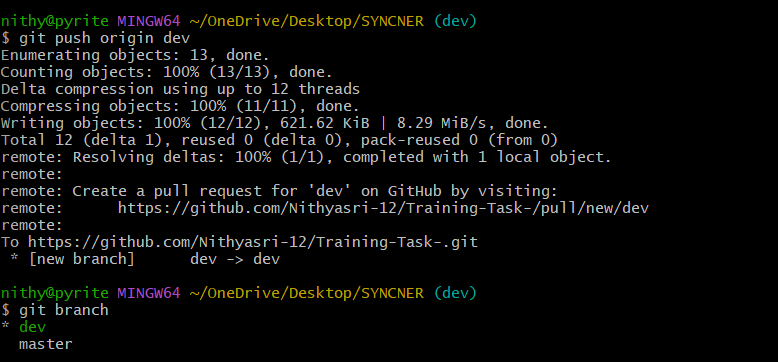 nithy@pyrite MINGW64 ~/OneDrive/Desktop/SYNCNER (dev)
$ git push origin dev
Enumerating objects: 13, done.
Counting objects: 100% (13/13), done.
Delta compression using up to 12 threads
Compressing objects: 100% (11/11), done.
Writing objects: 100% (12/12), 621.62 KiB | 8.29 MiB/s, done.
Total 12 (delta 1), reused 0 (delta 0), pack-reused 0 (from 0)
remote: Resolving deltas: 100% (1/1), completed with 1 local object.
remote:
remote: Create a pull request for 'dev' on GitHub by visiting:
remote:      https://github.com/Nithyasri-12/Training-Task-/pull/new/dev
remote:
To https://github.com/Nithyasri-12/Training-Task-.git
 * [new branch]      dev -> dev
nithy@pyrite MINGW64 ~/OneDrive/Desktop/SYNCNER (dev)
$ git branch
* dev
  master